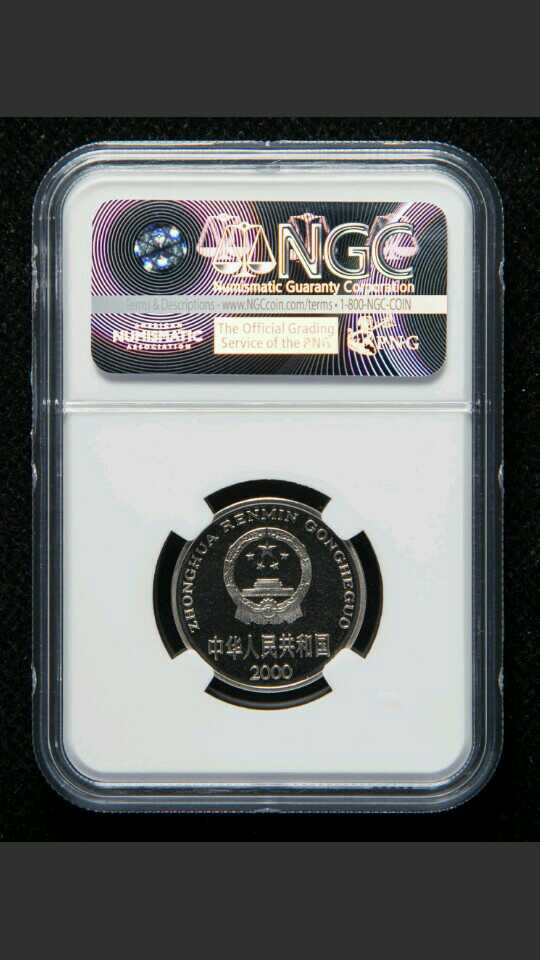 NGC
Numismatic Guaranty Corporation
Terms & Descriptions - www.NGCcoin.com/terms • 1-800-NGC-COIN
AMERICAN
NUMISMATIC
ASSOCIATION
The Official Grading
Service of the PNG
PNG
ZHONGHUA RENMIN GONGHEGUO
中华人民共和国
2000